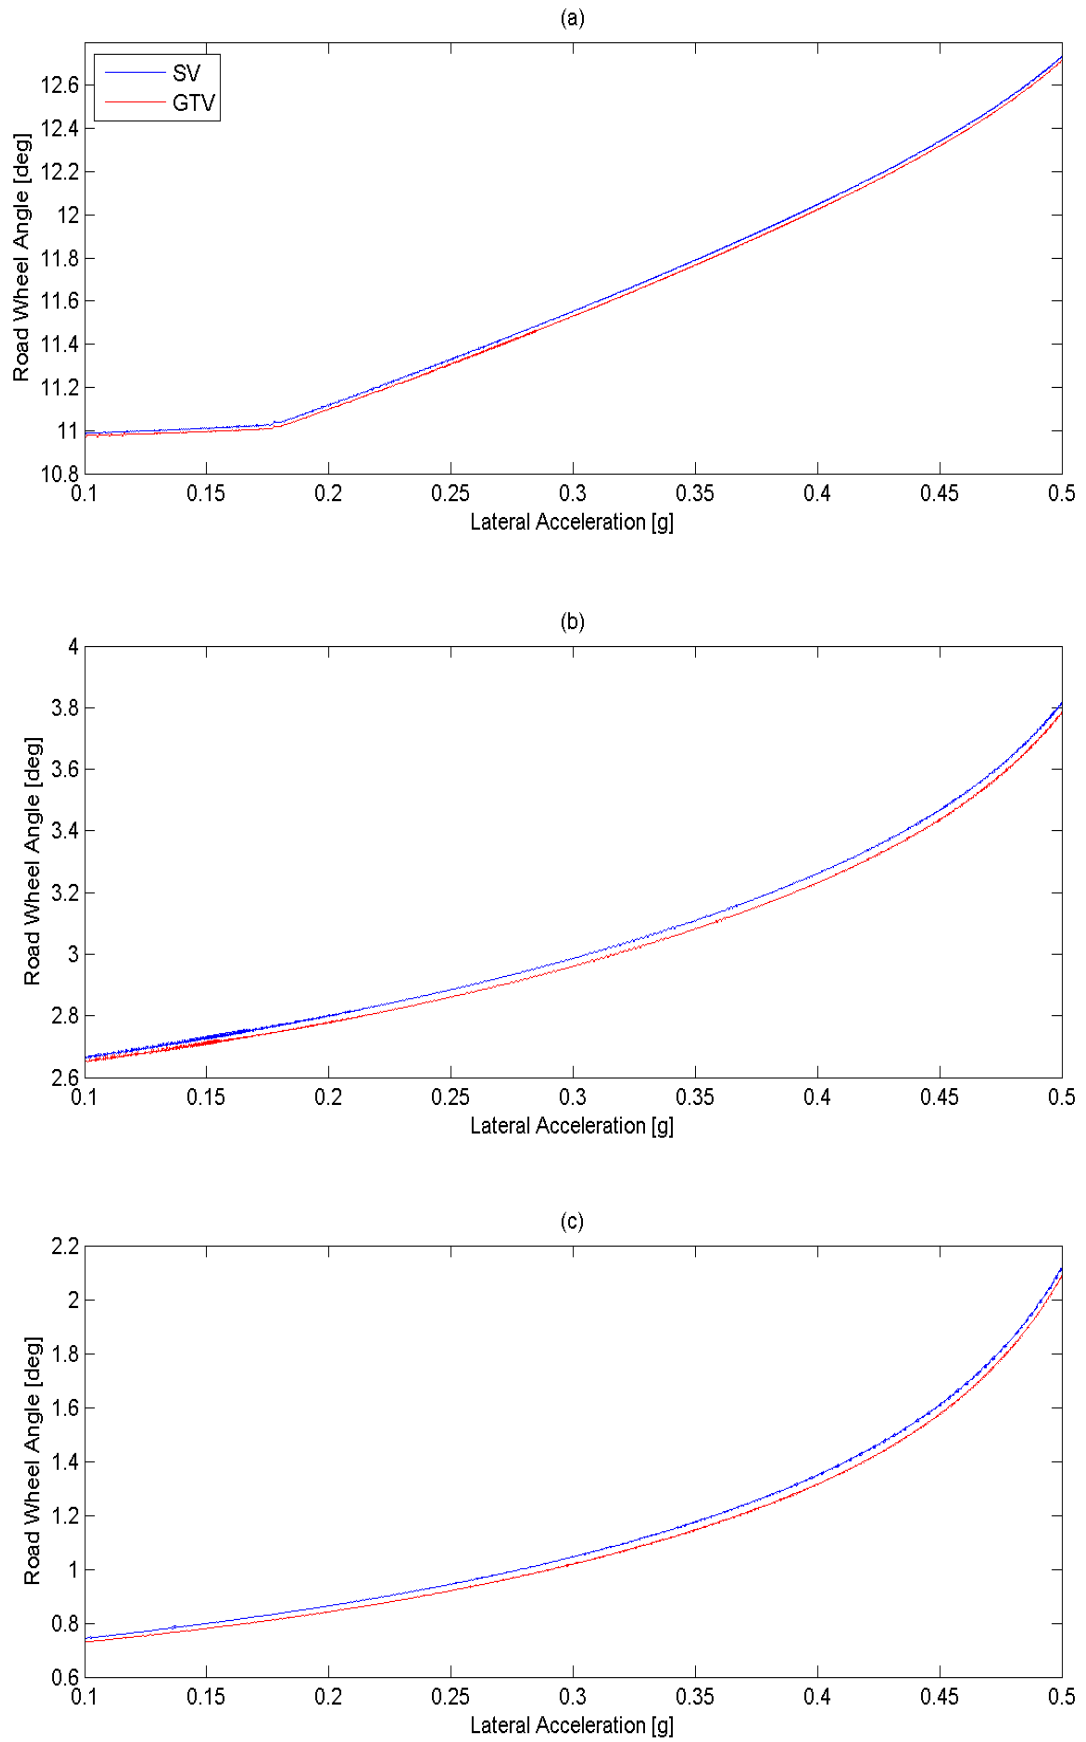 (a)
SV
GTV
Road Wheel Angle [deg]
12.6
12.4
12.2
12
11.8
11.6
11.4
11.2
11
10.8
0.1 0.15 0.2 0.25 0.3 0.35 0.4 0.45 0.5
Lateral Acceleration [g]
(b)
Road Wheel Angle [deg]
4
3.8
3.6
3.4
3.2
3
2.8
2.6
0.1 0.15 0.2 0.25 0.3 0.35 0.4 0.45 0.5
Lateral Acceleration [g]
(c)
Road Wheel Angle [deg]
2.2
2
1.8
1.6
1.4
1.2
1
0.8
0.6
0.1 0.15 0.2 0.25 0.3 0.35 0.4 0.45 0.5
Lateral Acceleration [g]